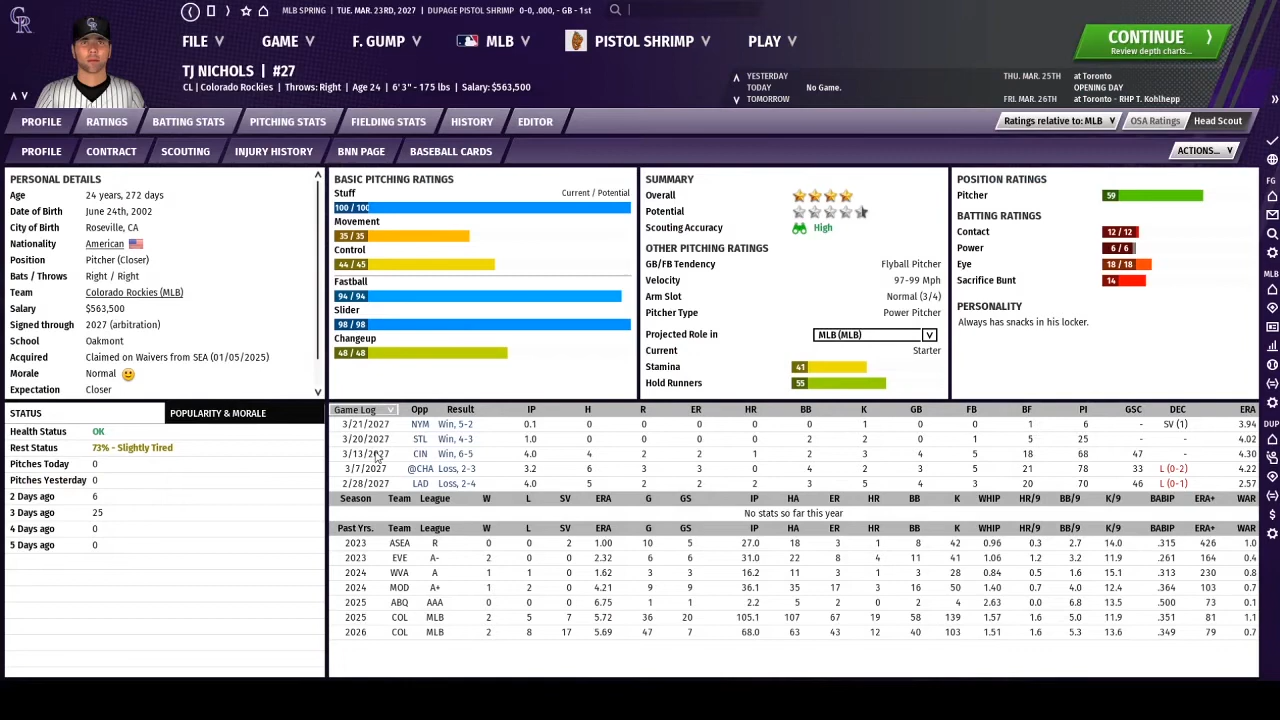 MLB SPRING | TUE. MAR. 23RD, 2027 | DUPAGE PISTOL SHRIMP 0-0, .000, - GB - 1st
FILE GAME F. GUMP MLB PISTOL SHRIMP PLAY
CONTINUE
Review depth charts...
TJ NICHOLS | #27
CL | Colorado Rockies | Throws: Right | Age 24 | 6' 3" - 175 lbs | Salary: $563,500
YESTERDAY
TODAY No Game.
TOMORROW
THU. MAR. 25TH at Toronto
OPENING DAY
FRI. MAR. 26TH at Toronto - RHP T. Kohlhepp
PROFILE RATINGS BATTING STATS PITCHING STATS FIELDING STATS HISTORY EDITOR Ratings relative to: MLB OSA Ratings Head Scout
PROFILE CONTRACT SCOUTING INJURY HISTORY BNN PAGE BASEBALL CARDS ACTIONS...
PERSONAL DETAILS
Age 24 years, 272 days
Date of Birth June 24th, 2002
City of Birth Roseville, CA
Nationality American
Position Pitcher (Closer)
Bats / Throws Right / Right
Team Colorado Rockies (MLB)
Salary $563,500
Signed through 2027 (arbitration)
School Oakmont
Acquired Claimed on Waivers from SEA (01/05/2025)
Morale Normal
Expectation Closer
BASIC PITCHING RATINGS
Stuff Current / Potential
100 / 100
Movement
35 / 35
Control
44 / 45
Fastball
94 / 94
Slider
98 / 98
Changeup
48 / 48
SUMMARY
Overall
Potential
Scouting Accuracy High
OTHER PITCHING RATINGS
GB/FB Tendency Flyball Pitcher
Velocity 97-99 Mph
Arm Slot Normal (3/4)
Pitcher Type Power Pitcher
Projected Role in MLB (MLB)
Current Starter
Stamina 41
Hold Runners 55
POSITION RATINGS
Pitcher 59
BATTING RATINGS
Contact 12 / 12
Power 6 / 6
Eye 18 / 18
Sacrifice Bunt 14
PERSONALITY
Always has snacks in his locker.
STATUS POPULARITY & MORALE
Health Status OK
Rest Status 73% - Slightly Tired
Pitches Today 0
Pitches Yesterday 0
2 Days ago 6
3 Days ago 25
4 Days ago 0
5 Days ago 0
Game Log Opp Result IP H R ER HR BB K GB FB BF PI GSC DEC ERA
3/21/2027 NYM Win, 5-2 0.1 0 0 0 0 0 1 0 0 1 6 - SV (1) 3.94
3/20/2027 STL Win, 4-3 1.0 0 0 0 0 2 2 0 1 5 25 - - 4.02
3/13/2027 CIN Win, 6-5 4.0 4 2 2 1 2 3 4 5 18 68 47 - 4.30
3/7/2027 @CHA Loss, 2-3 3.2 6 3 3 0 4 2 3 5 21 78 33 L (0-2) 4.22
2/28/2027 LAD Loss, 2-4 4.0 5 2 2 2 3 5 4 3 20 70 46 L (0-1) 2.57
Season Team League W L SV ERA G GS IP HA ER HR BB K WHIP HR/9 BB/9 K/9 BABIP ERA+ WAR
No stats so far this year
Past Yrs. Team League W L SV ERA G GS IP HA ER HR BB K WHIP HR/9 BB/9 K/9 BABIP ERA+ WAR
2023 ASEA R 0 0 2 1.00 10 5 27.0 18 3 1 8 42 0.96 0.3 2.7 14.0 .315 426 1.0
2023 EVE A- 0 0 0 2.32 6 6 31.0 22 8 4 11 41 1.06 1.2 3.2 11.9 .261 164 0.4
2024 WVA A 1 1 0 1.62 3 3 16.2 11 3 1 3 28 0.84 0.5 1.6 15.1 .313 230 0.8
2024 MOD A+ 1 2 0 4.21 9 9 36.1 35 17 3 16 50 1.40 0.7 4.0 12.4 .364 103 0.7
2025 ABQ AAA 0 0 0 6.75 1 1 2.2 5 2 0 2 4 2.63 0.0 6.8 13.5 .500 73 0.1
2025 COL MLB 2 5 7 5.72 36 20 105.1 107 67 19 58 139 1.57 1.6 5.0 11.9 .351 81 1.1
2026 COL MLB 2 8 17 5.69 47 7 68.0 63 43 12 40 103 1.51 1.6 5.3 13.6 .349 79 0.7
FG
MLB
DUP